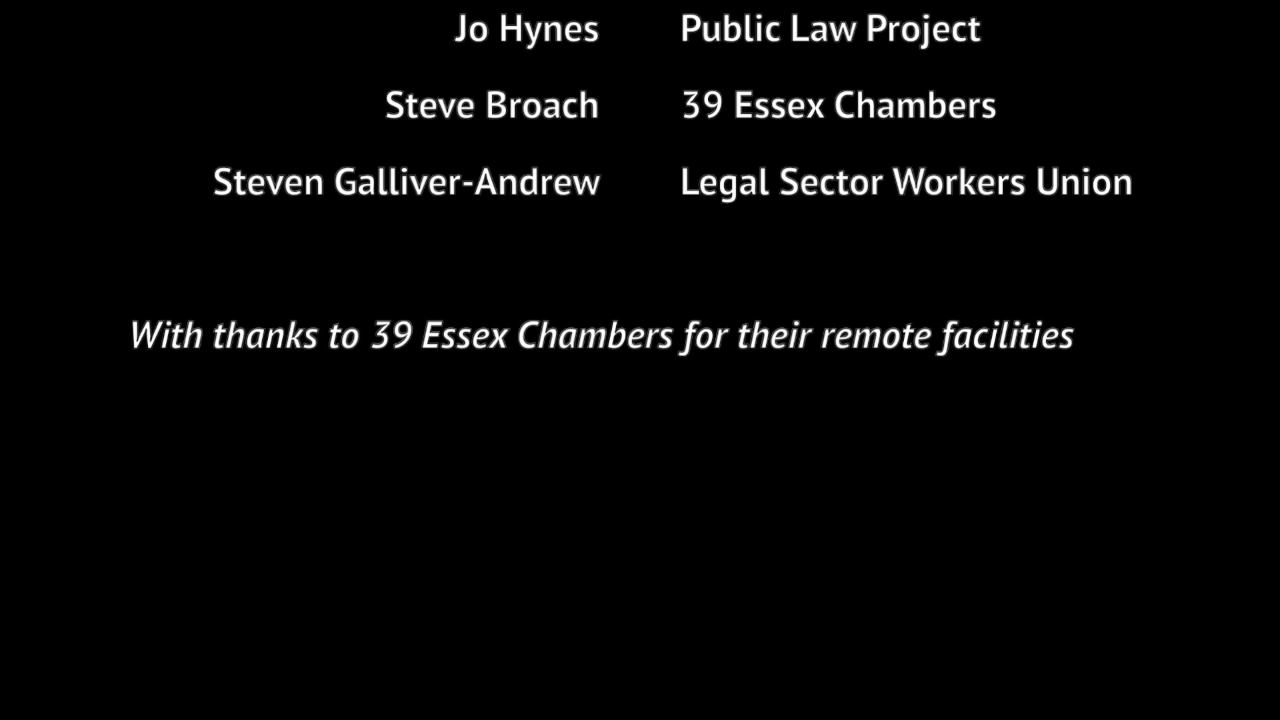 Jo Hynes Public Law Project
Steve Broach 39 Essex Chambers
Steven Galliver-Andrew Legal Sector Workers Union
With thanks to 39 Essex Chambers for their remote facilities